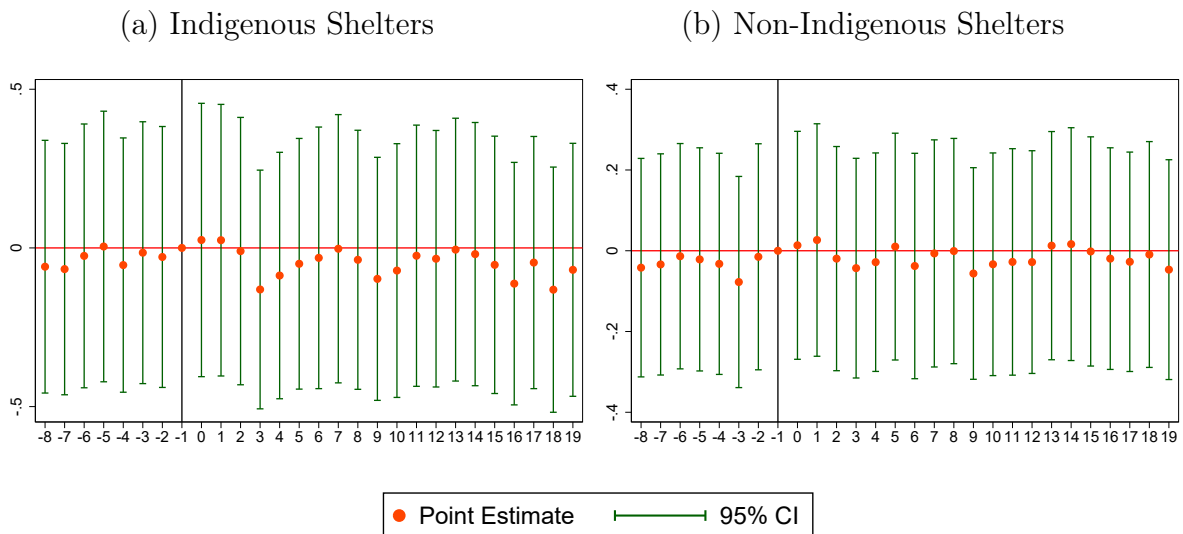 (a) Indigenous Shelters
(b) Non-Indigenous Shelters
.5
0
-.5
-8 -7 -6 -5 -4 -3 -2 -1 0 1 2 3 4 5 6 7 8 9 10 11 12 13 14 15 16 17 18 19
.4
.2
0
-.2
-.4
-8 -7 -6 -5 -4 -3 -2 -1 0 1 2 3 4 5 6 7 8 9 10 11 12 13 14 15 16 17 18 19
Point Estimate 95% CI